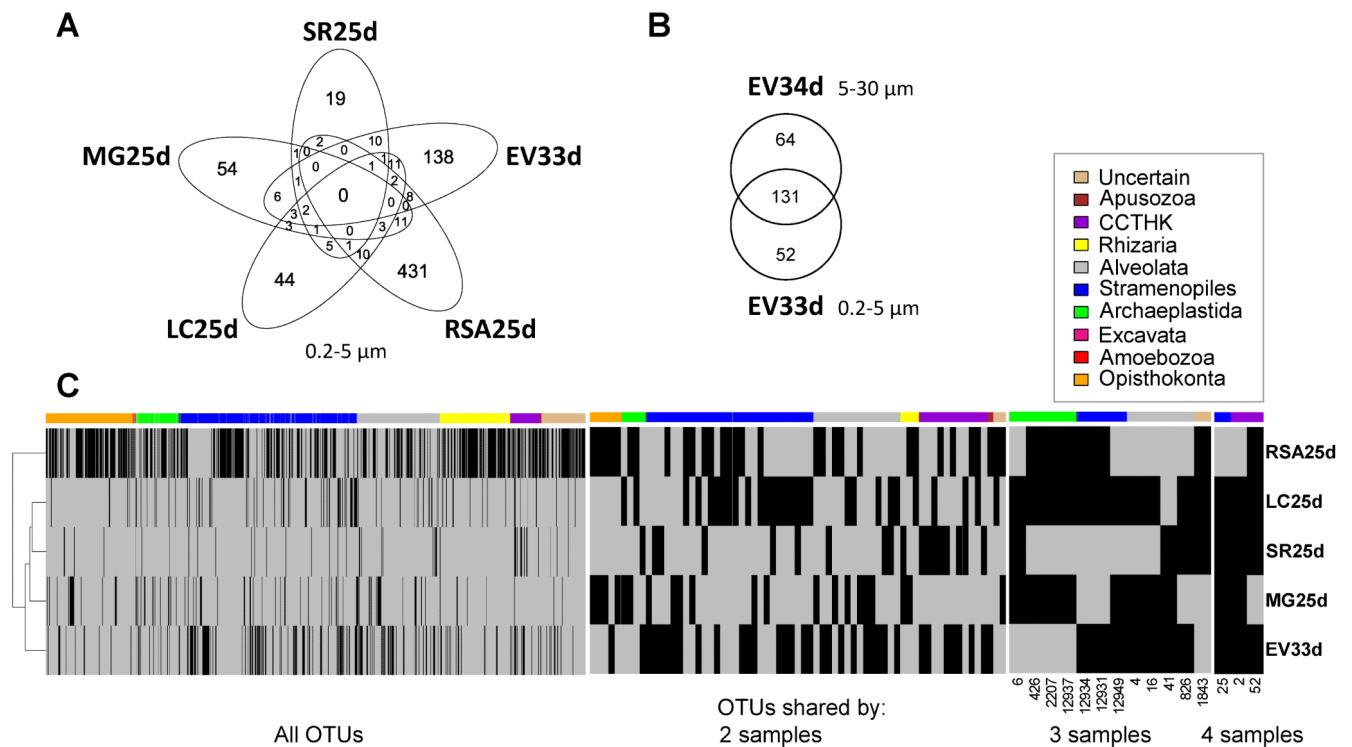 A
B
SR25d
19
MG25d
54
EV33d
138
1
0
2
0
10
1
11
0
1
2
1
0
0
8
0
6
3
2
3
1
0
3
11
5
1
10
44
431
LC25d
RSA25d
0.2-5 µm
EV34d 5-30 µm
64
131
52
EV33d 0.2-5 µm
Uncertain
Apusozoa
CCTHK
Rhizaria
Alveolata
Stramenopiles
Archaeplastida
Excavata
Amoebozoa
Opisthokonta
C
RSA25d
LC25d
SR25d
MG25d
EV33d
6
426
2207
12937
12934
12931
12949
4
16
41
826
1843
25
2
52
All OTUs
OTUs shared by:
2 samples
3 samples
4 samples